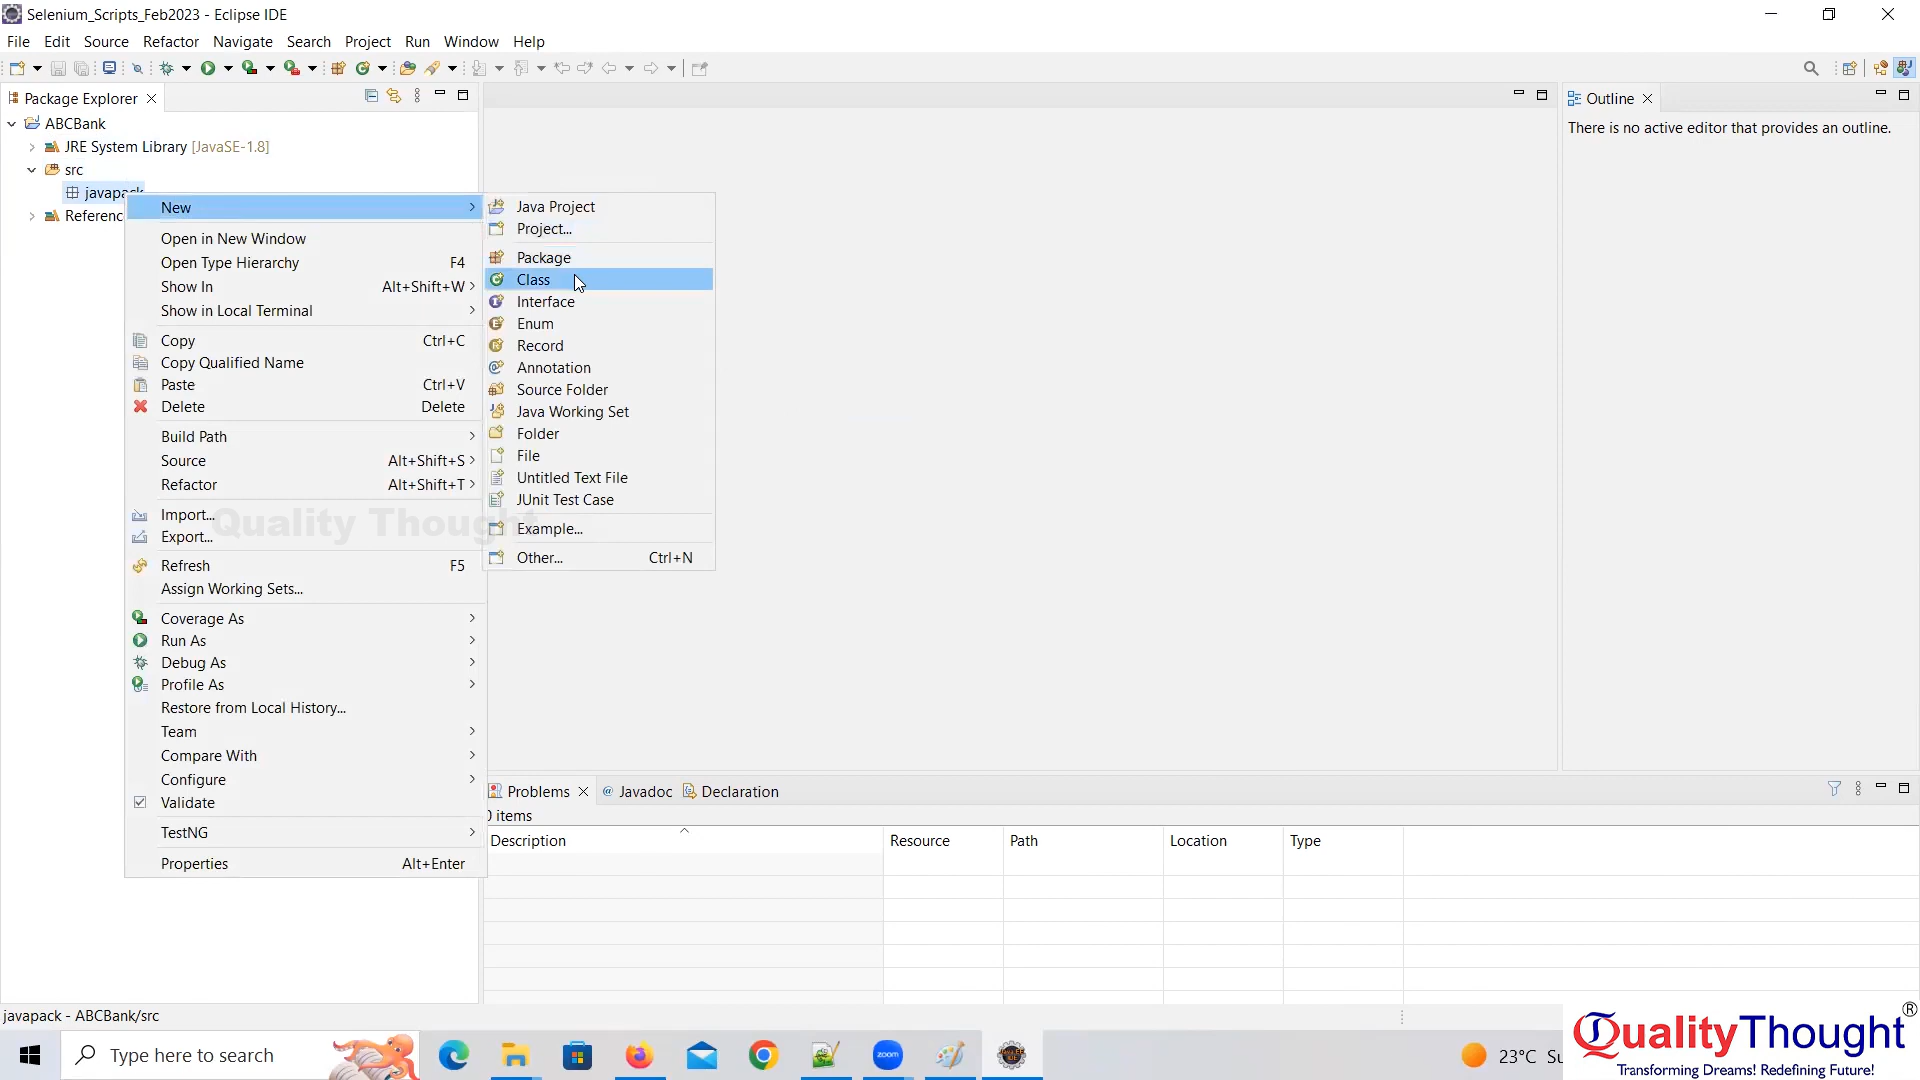 Selenium_Scripts_Feb2023 - Eclipse IDE
File Edit Source Refactor Navigate Search Project Run Window Help
Package Explorer
ABCBank
JRE System Library [JavaSE-1.8]
src
javapack
Referenc
New
Open in New Window
Open Type Hierarchy F4
Show In Alt+Shift+W
Show in Local Terminal
Copy Ctrl+C
Copy Qualified Name
Paste Ctrl+V
Delete Delete
Build Path
Source Alt+Shift+S
Refactor Alt+Shift+T
Import...
Export...
Refresh F5
Assign Working Sets...
Coverage As
Run As
Debug As
Profile As
Restore from Local History...
Team
Compare With
Configure
Validate
TestNG
Properties Alt+Enter
Java Project
Project...
Package
Class
Interface
Enum
Record
Annotation
Source Folder
Java Working Set
Folder
File
Untitled Text File
JUnit Test Case
Example...
Other... Ctrl+N
Quality Thought
Outline
There is no active editor that provides an outline.
Problems @ Javadoc Declaration
0 items
Description Resource Path Location Type
javapack - ABCBank/src
Type here to search
zoom
23°C Su
QualityThought®
Transforming Dreams! Redefining Future!